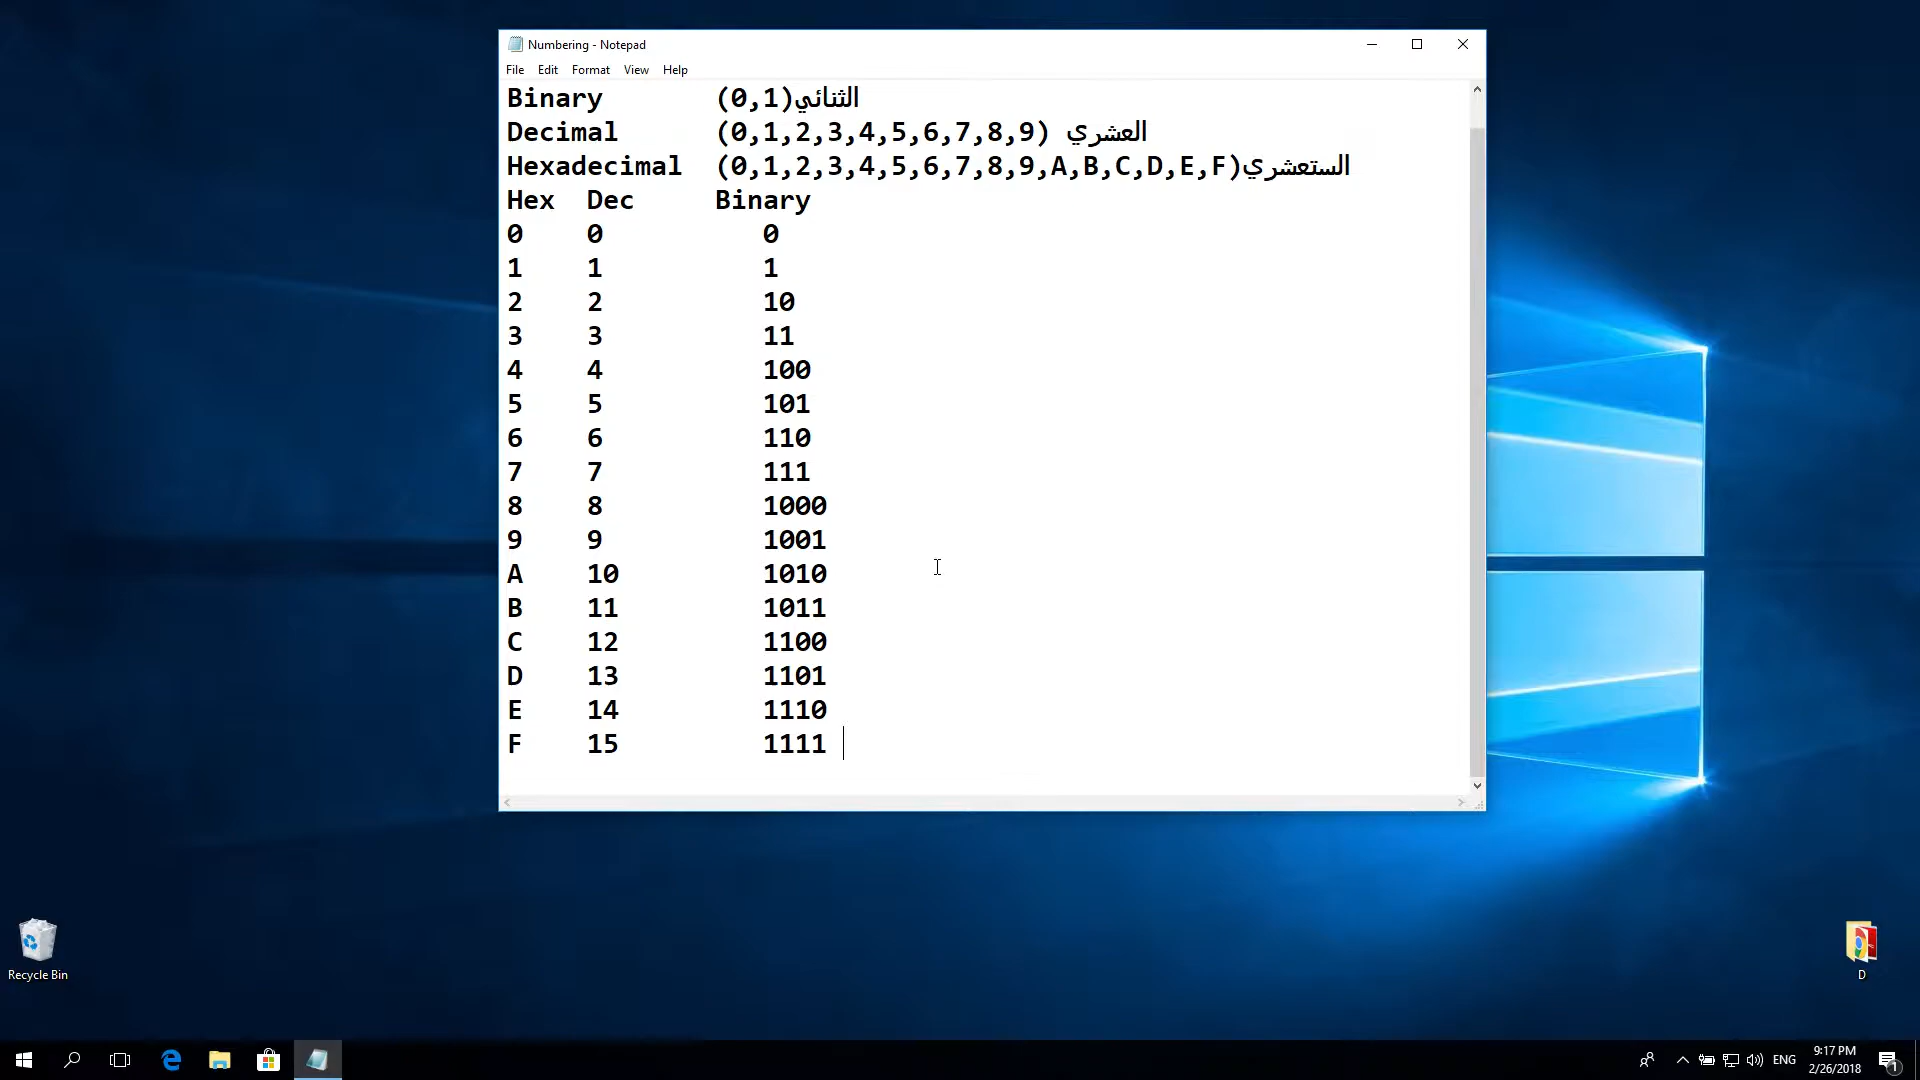 Numbering - Notepad
File Edit Format View Help
Binary (0,1)الثنائي
Decimal (0,1,2,3,4,5,6,7,8,9) العشري
Hexadecimal (0,1,2,3,4,5,6,7,8,9,A,B,C,D,E,F)الستعشري
Hex Dec Binary
0 0 0
1 1 1
2 2 10
3 3 11
4 4 100
5 5 101
6 6 110
7 7 111
8 8 1000
9 9 1001
A 10 1010
B 11 1011
C 12 1100
D 13 1101
E 14 1110
F 15 1111
Recycle Bin
D
ENG
9:17 PM
2/26/2018
1